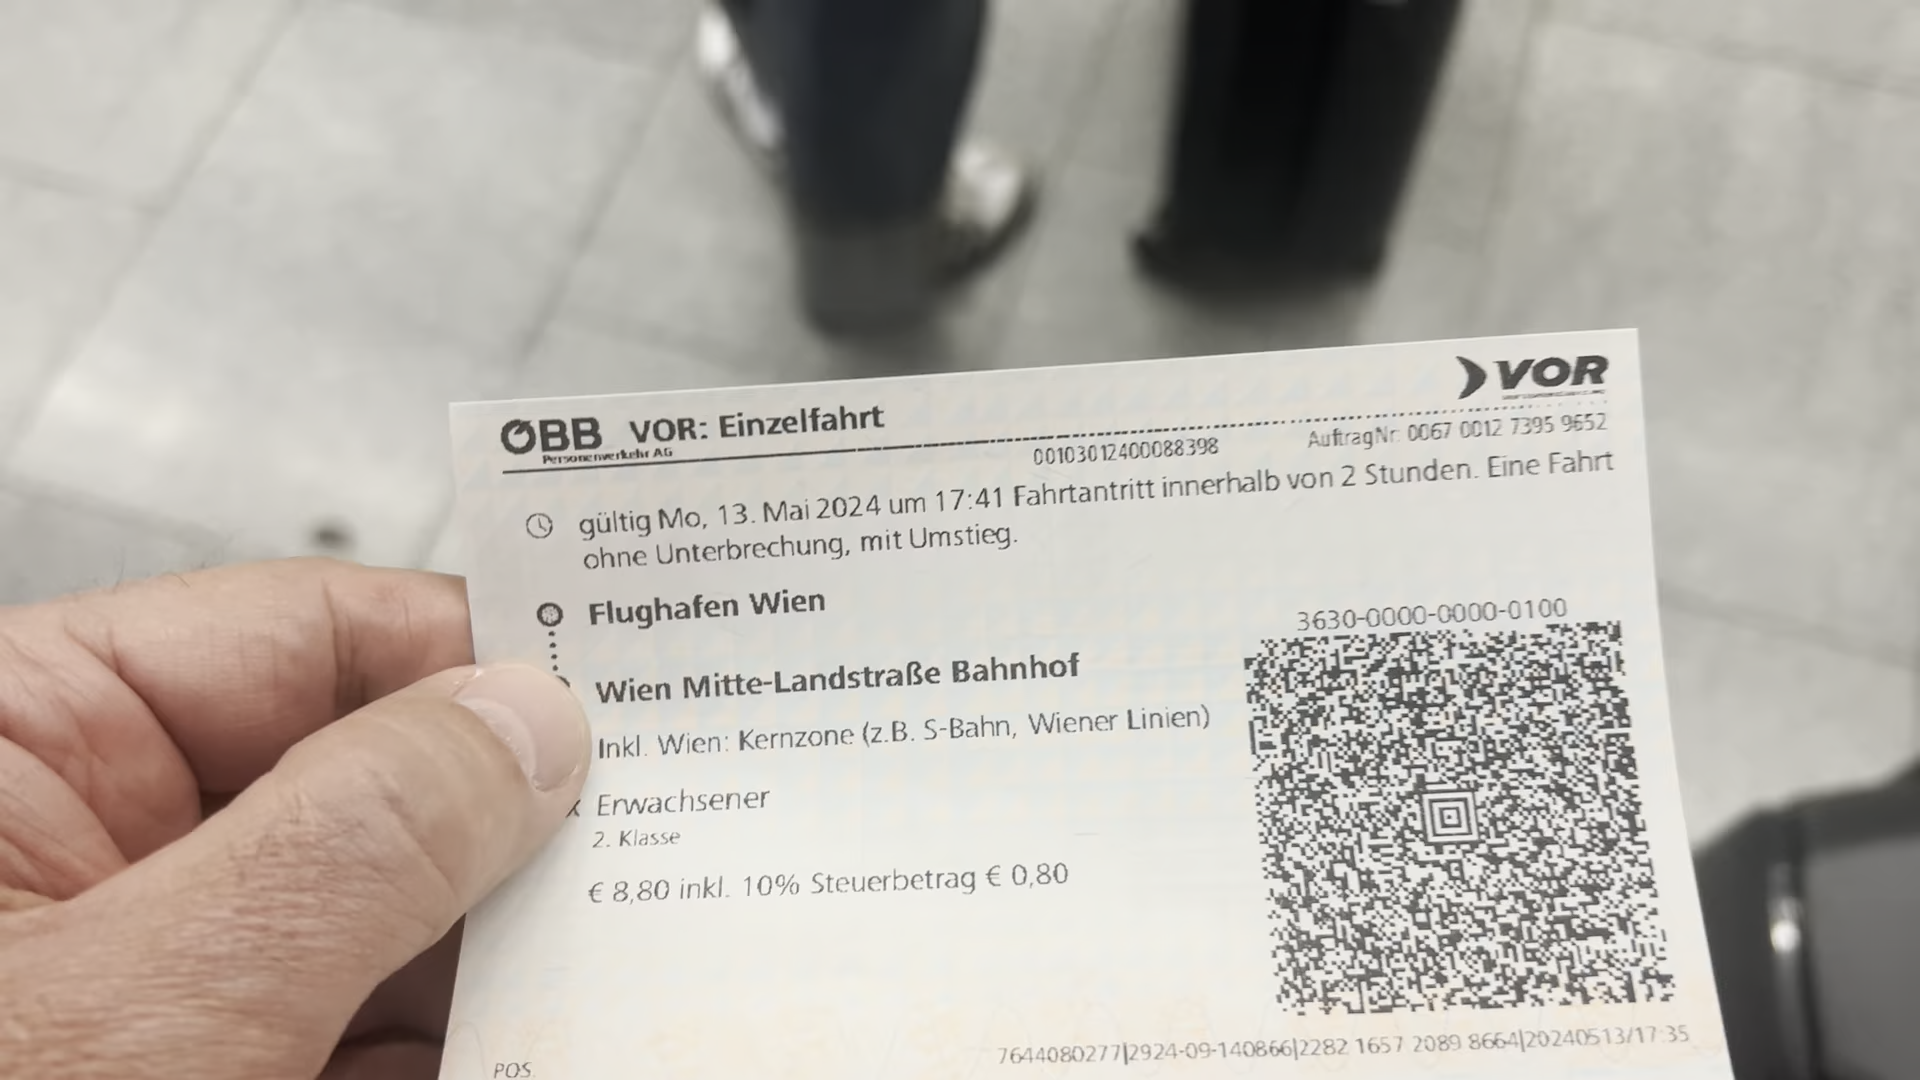 ÖBB VOR: Einzelfahrt
Personenverkehr AG
VOR
00103012400088398
AuftragNr: 0067 0012 7395 9652
gültig Mo, 13. Mai 2024 um 17:41 Fahrtantritt innerhalb von 2 Stunden. Eine Fahrt
ohne Unterbrechung, mit Umstieg.
Flughafen Wien
Wien Mitte-Landstraße Bahnhof
Inkl. Wien: Kernzone (z.B. S-Bahn, Wiener Linien)
x Erwachsener
2. Klasse
€ 8,80 inkl. 10% Steuerbetrag € 0,80
3630-0000-0000-0100
POS
7644080277|2924-09-140866|2282 1657 2089 8664|20240513/17:35